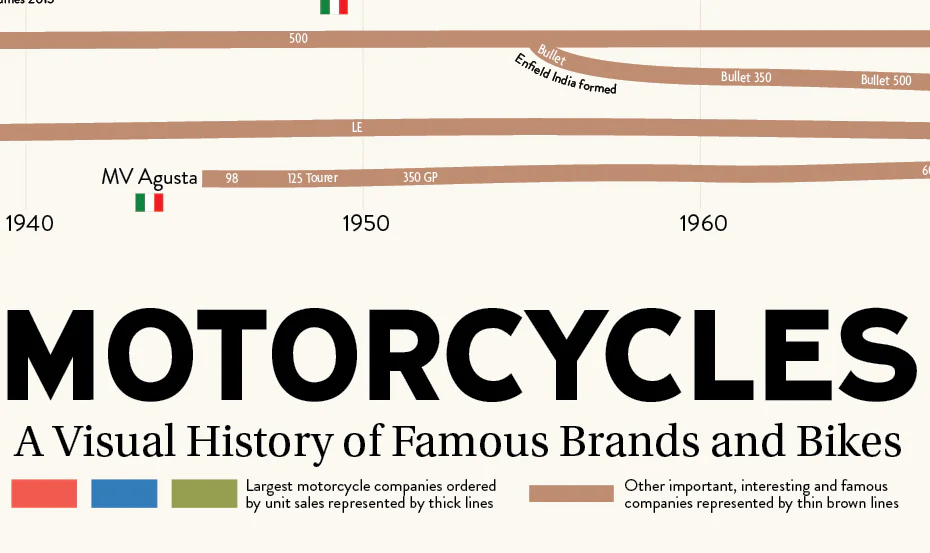 500
Bullet
Enfield India formed
Bullet 350
Bullet 500
LE
MV Agusta
98
125 Tourer
350 GP
1940
1950
1960
MOTORCYCLES
A Visual History of Famous Brands and Bikes
Largest motorcycle companies ordered
by unit sales represented by thick lines
Other important, interesting and famous
companies represented by thin brown lines